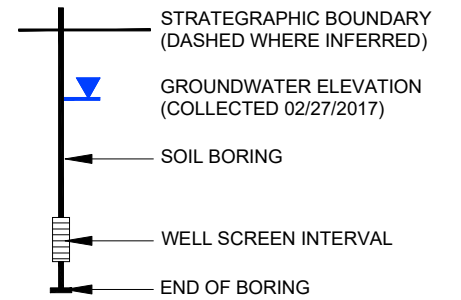 STRATEGRAPHIC BOUNDARY
(DASHED WHERE INFERRED)
GROUNDWATER ELEVATION
(COLLECTED 02/27/2017)
SOIL BORING
WELL SCREEN INTERVAL
END OF BORING